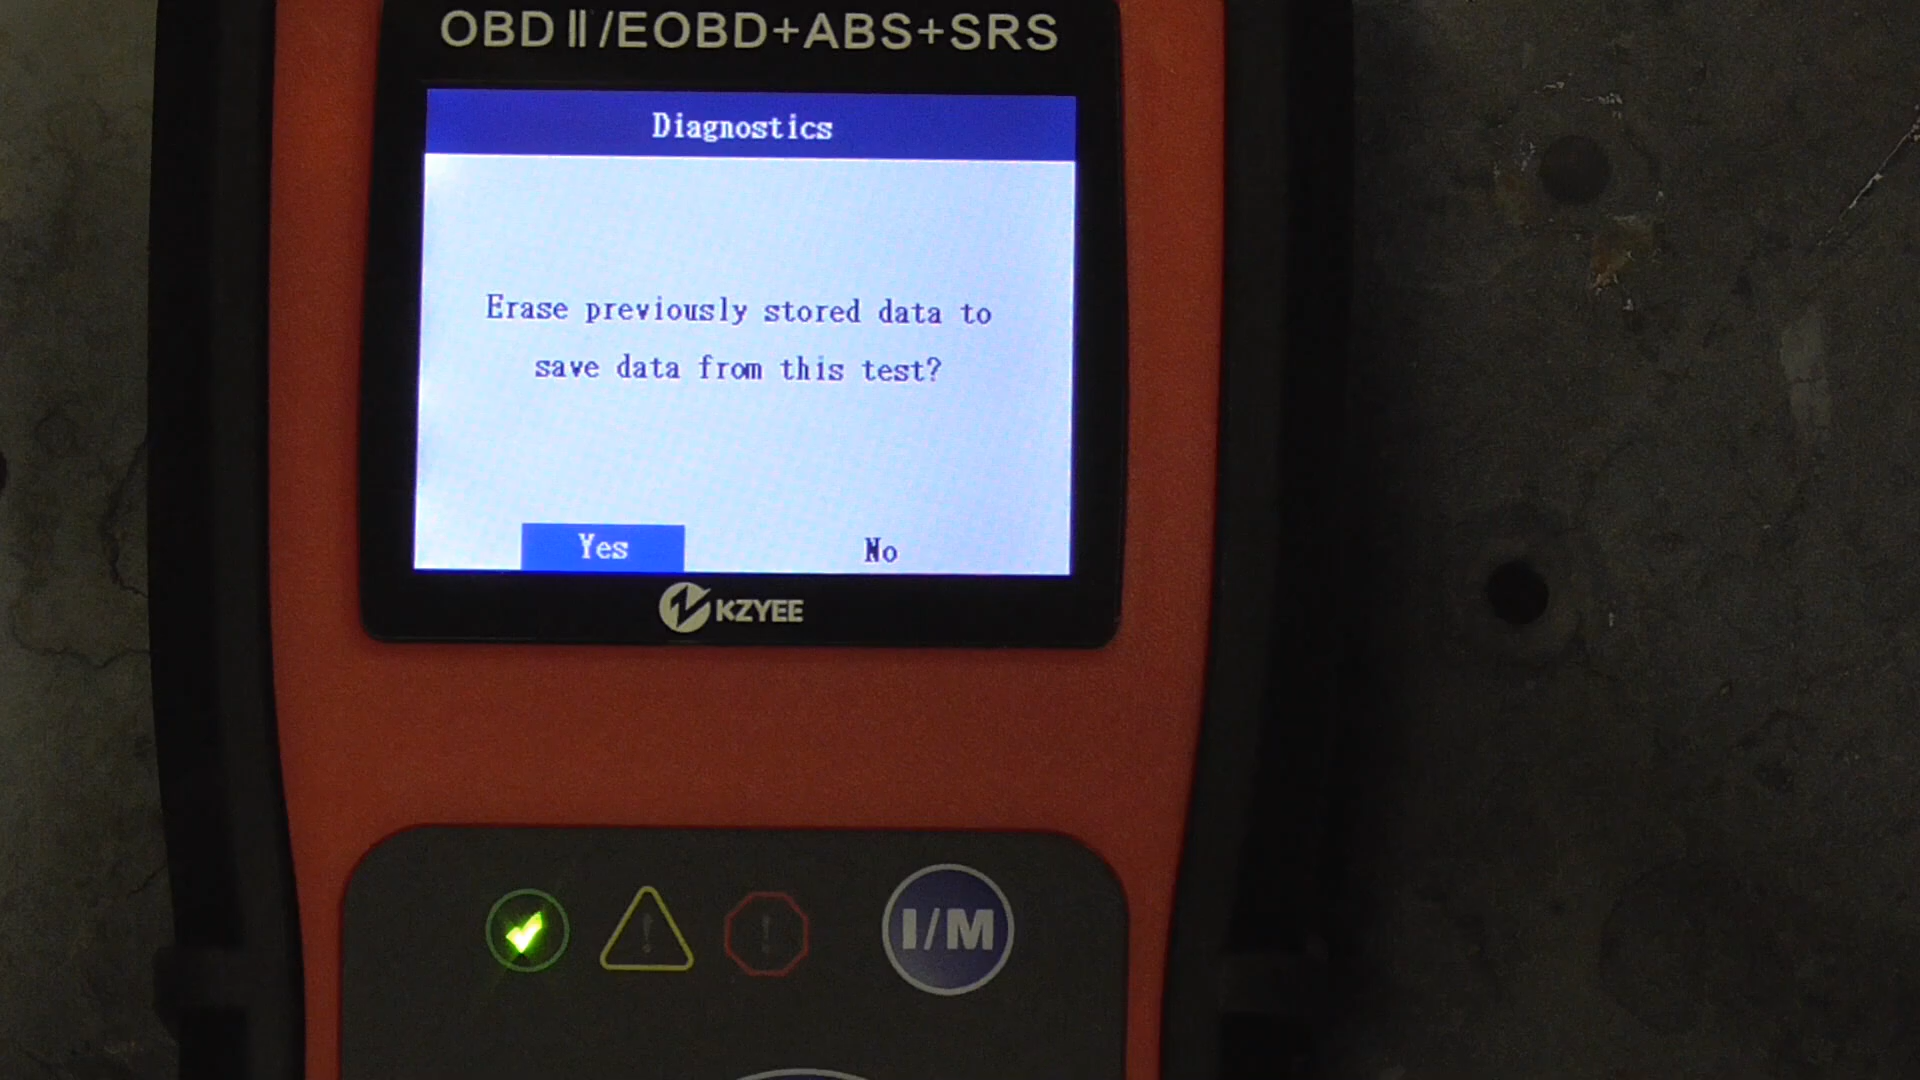 OBDⅡ/EOBD+ABS+SRS
Diagnostics
Erase previously stored data to
save data from this test?
Yes No
KZYEE
I/M